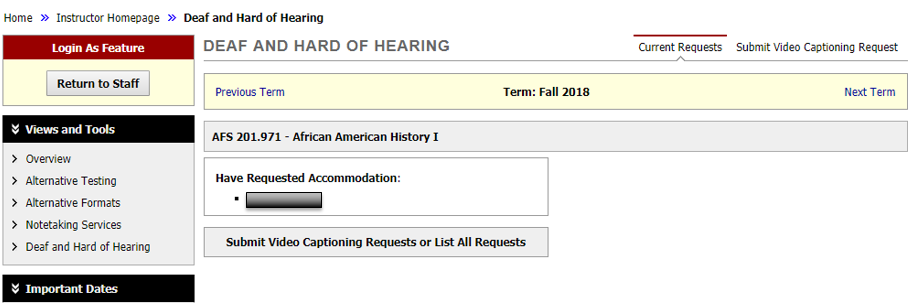 Home » Instructor Homepage » Deaf and Hard of Hearing
Login As Feature
Return to Staff
Views and Tools
Overview
Alternative Testing
Alternative Formats
Notetaking Services
Deaf and Hard of Hearing
Important Dates
DEAF AND HARD OF HEARING
Current Requests Submit Video Captioning Request
Previous Term Term: Fall 2018 Next Term
AFS 201.971 - African American History I
Have Requested Accommodation:
Submit Video Captioning Requests or List All Requests